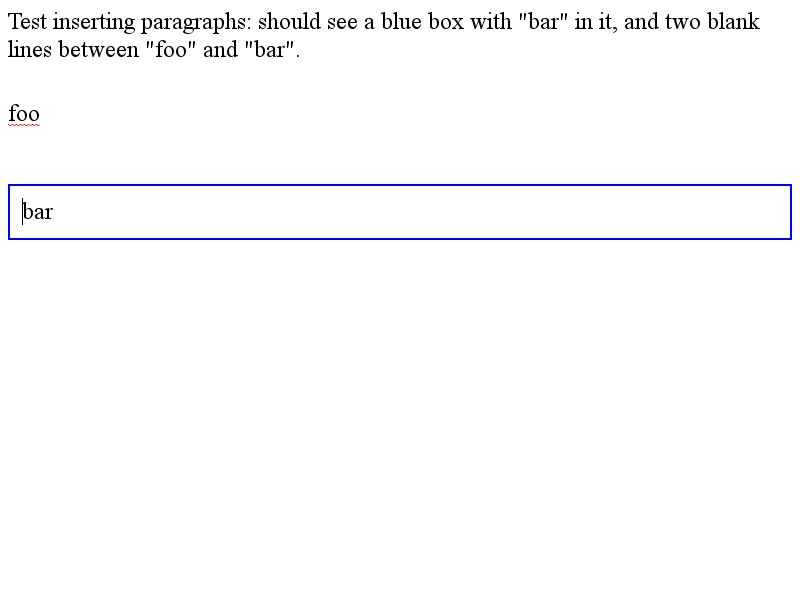 Test inserting paragraphs: should see a blue box with "bar" in it, and two blank
lines between "foo" and "bar".
foo
bar